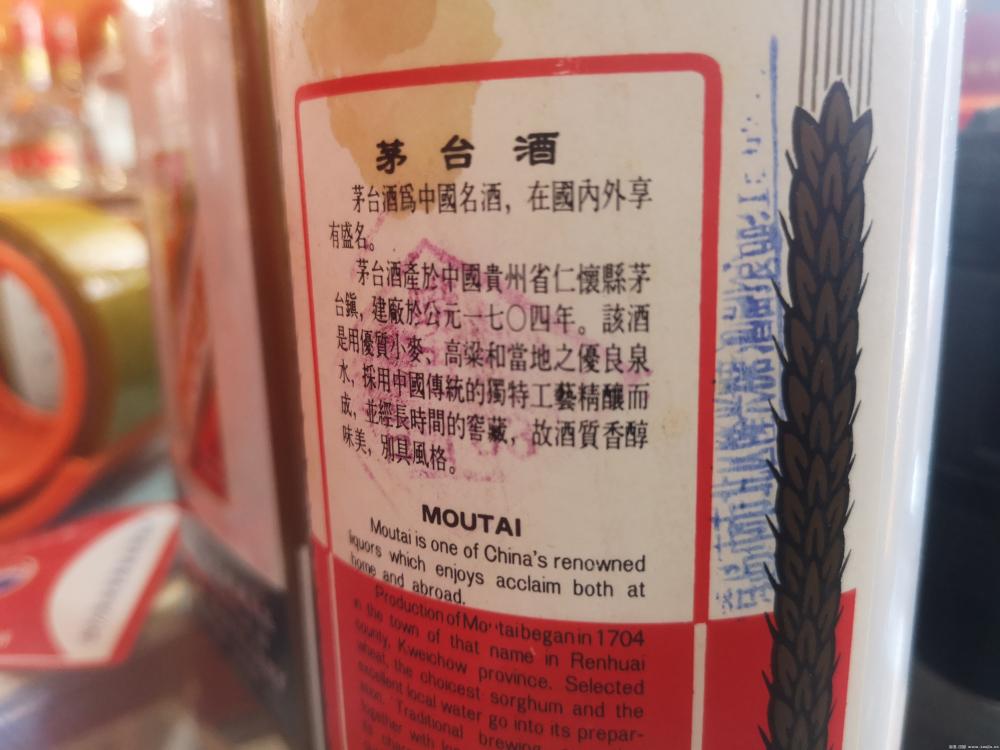 茅台酒
茅台酒爲中國名酒，在國內外享
有盛名。
茅台酒產於中國貴州省仁懷縣茅
台鎭，建廠於公元一七〇四年。該酒
是用優質小麥、高粱和當地之優良泉
水，採用中國傳統的獨特工藝精釀而
成，並經長時間的窖藏，故酒質香醇
味美，別具風格。
MOUTAI
Moutai is one of China's renowned
liquors which enjoys acclaim both at
home and abroad.
Production of Moutai began in 1704
in the town of that name in Renhuai
county, Kweichow province. Selected
wheat, the choicest sorghum and the
excellent local water go into its prepar-
ation. Traditional brewing
together with